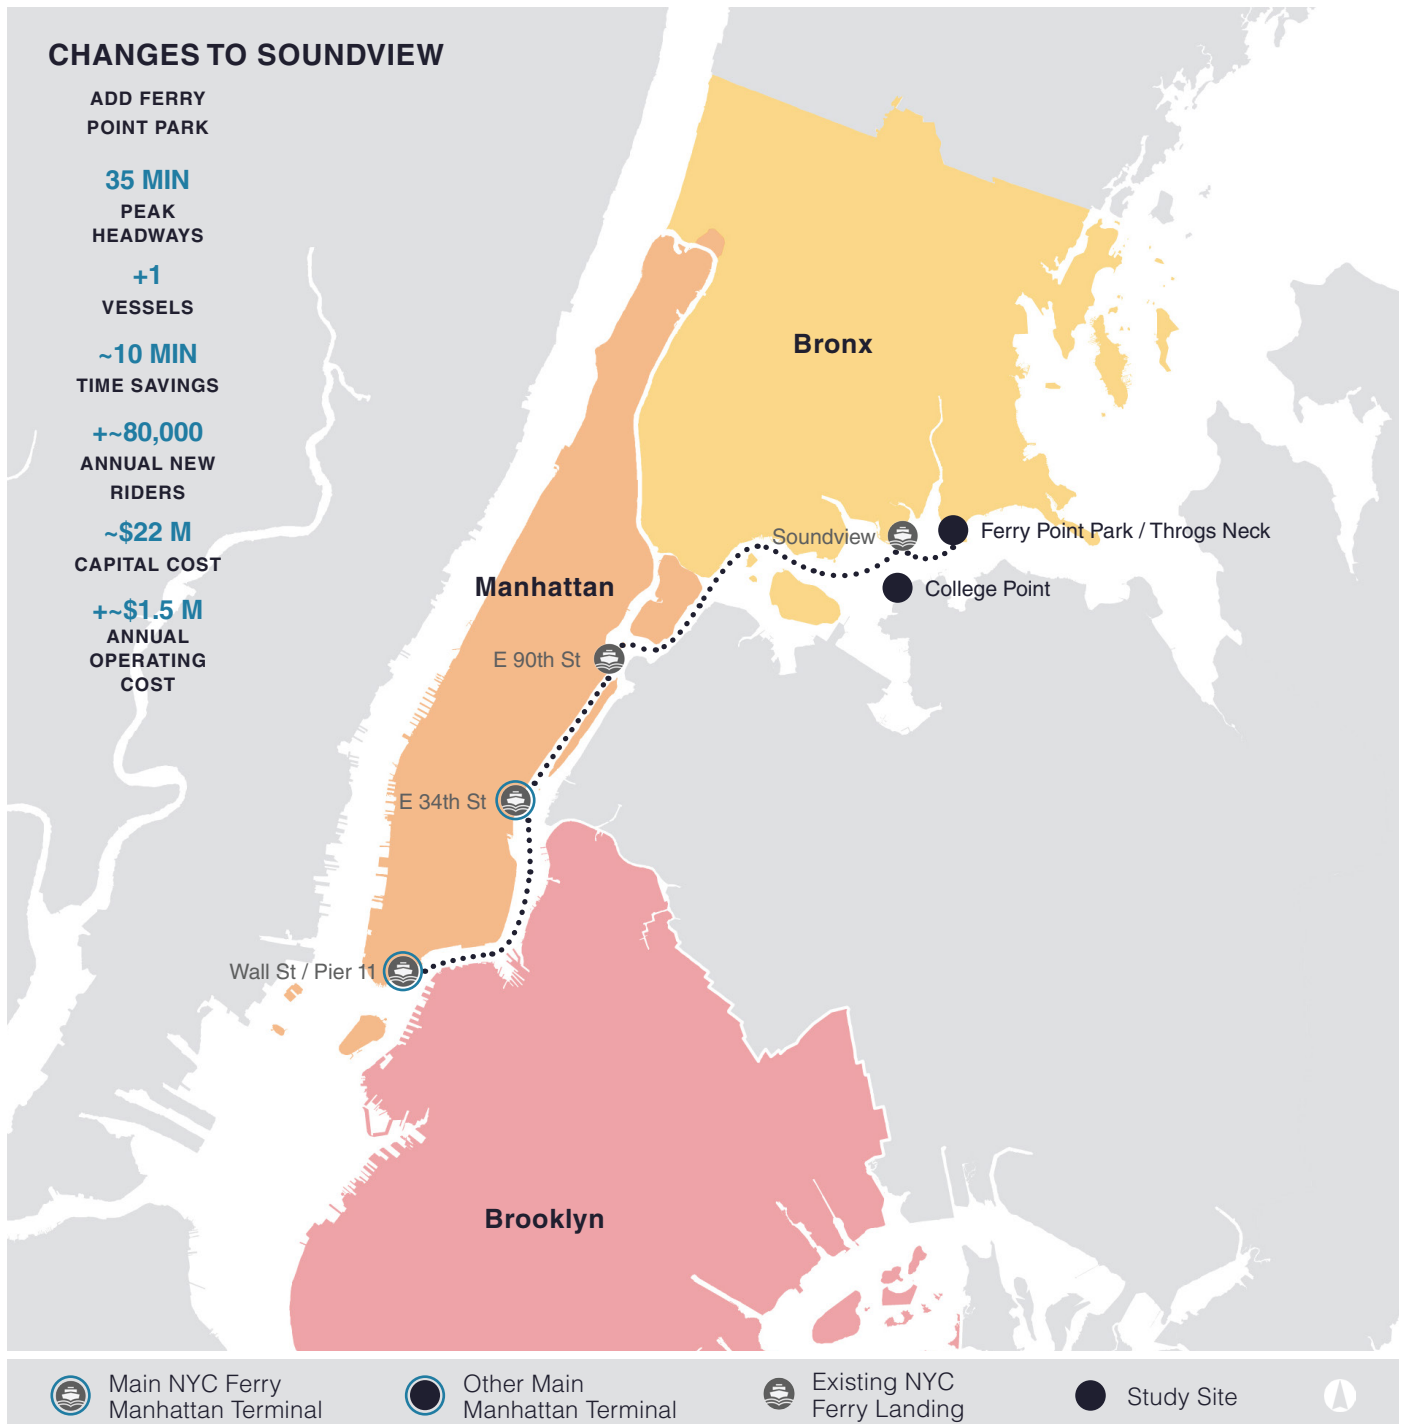 CHANGES TO SOUNDVIEW
ADD FERRY
POINT PARK
35 MIN
PEAK
HEADWAYS
+1
VESSELS
~10 MIN
TIME SAVINGS
+~80,000
ANNUAL NEW
RIDERS
~$22 M
CAPITAL COST
+~$1.5 M
ANNUAL
OPERATING
COST
Bronx
Soundview
Ferry Point Park / Throgs Neck
College Point
Manhattan
E 90th St
E 34th St
Wall St / Pier 11
Brooklyn
Main NYC Ferry
Manhattan Terminal
Other Main
Manhattan Terminal
Existing NYC
Ferry Landing
Study Site